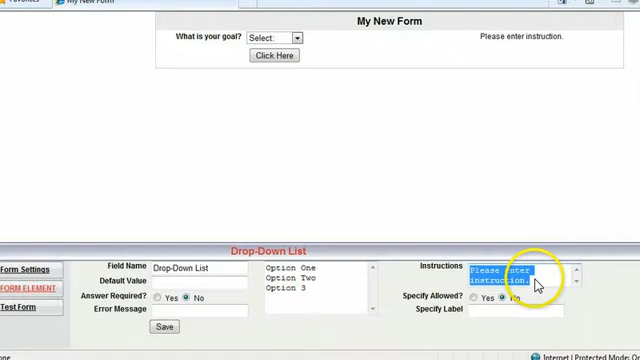 Favorites
My New Form
My New Form
What is your goal? Select: Please enter instruction.
Click Here
Drop-Down List
Form Settings
FORM ELEMENT
Test Form
Field Name Drop-Down List
Default Value
Answer Required? Yes No
Error Message
Save
Option One
Option Two
Option 3
Instructions Please enter
instruction.
Specify Allowed? Yes No
Specify Label
Internet | Protected Mode: